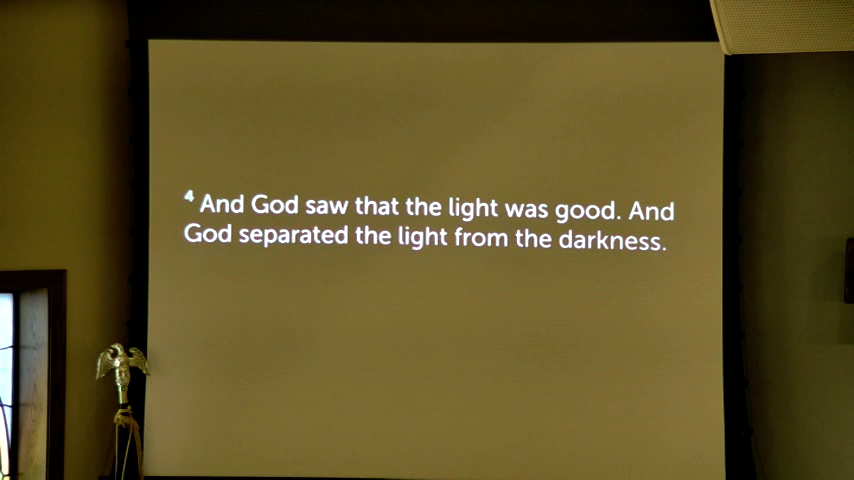 ⁴ And God saw that the light was good. And
God separated the light from the darkness.